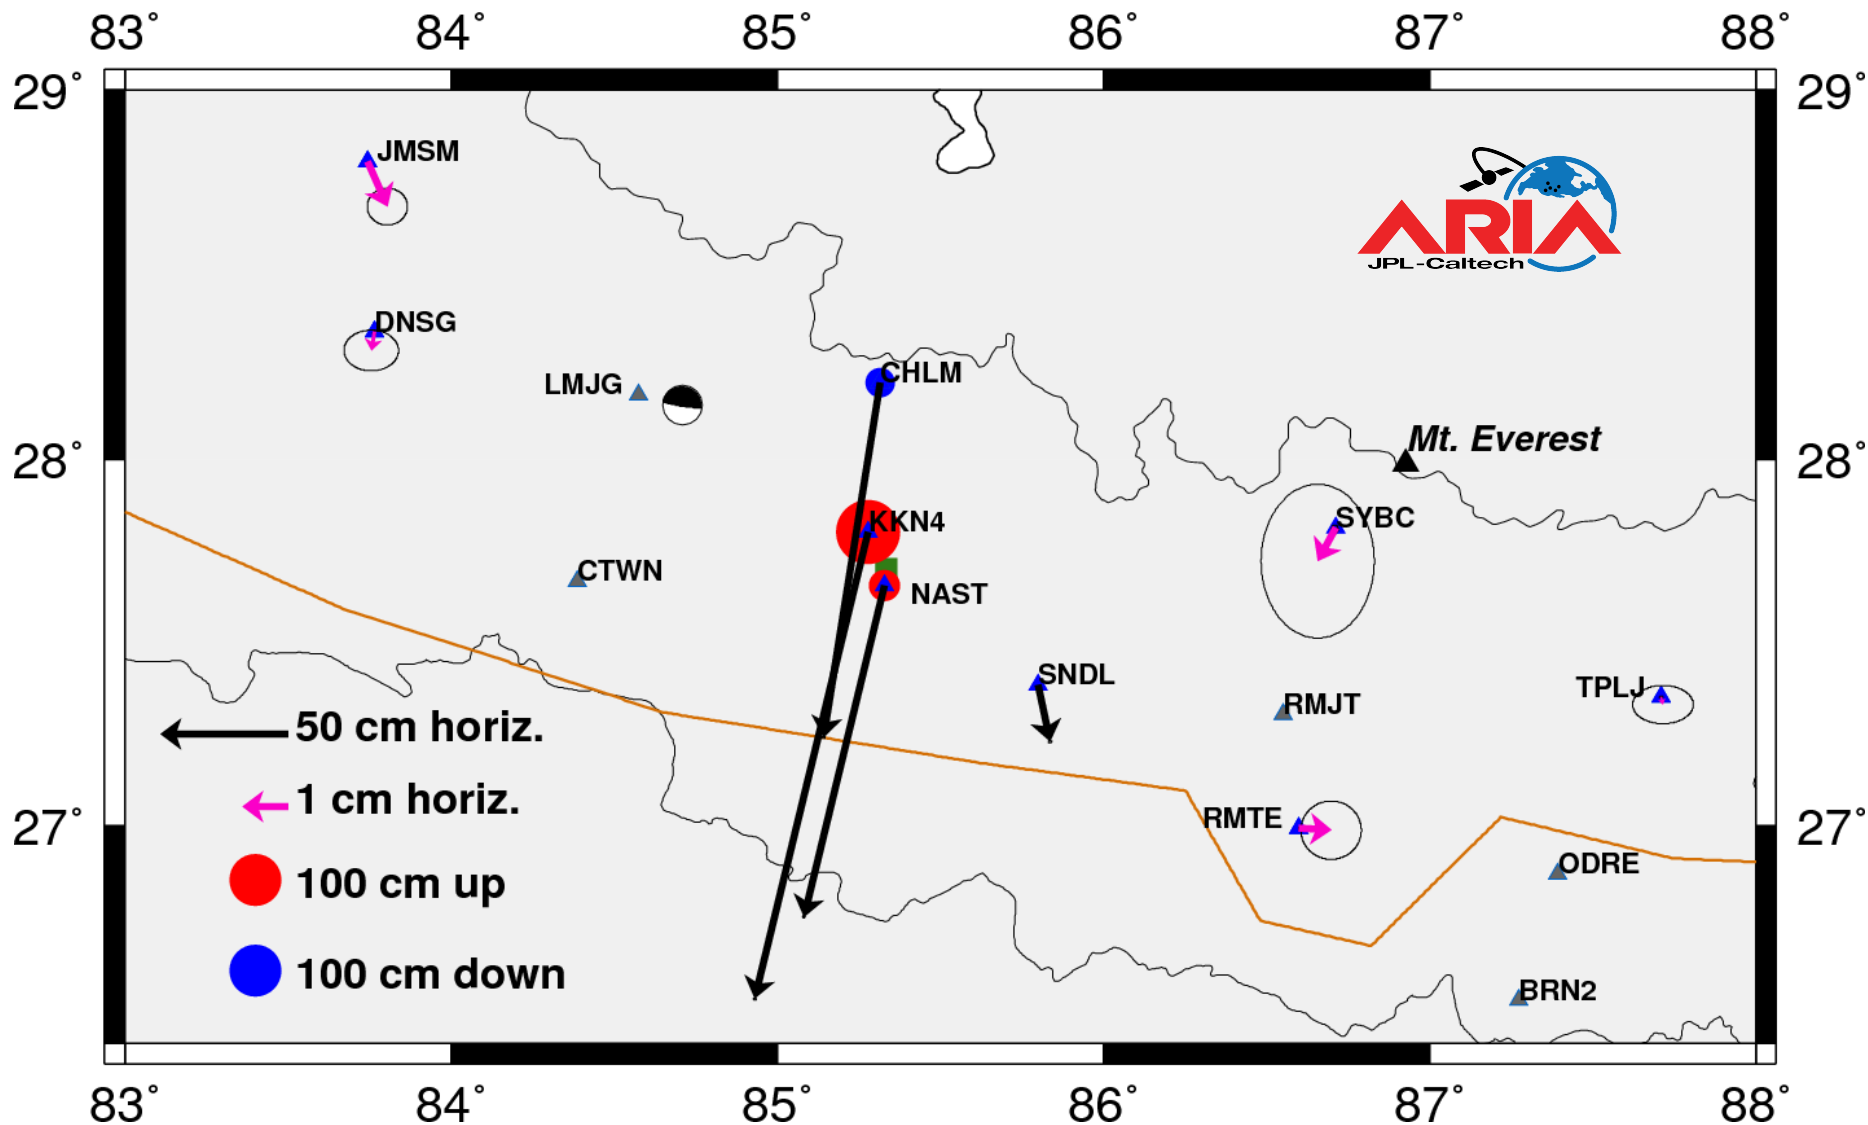 83° 84° 85° 86° 87° 88°
29° 29°
JMSM
ARIA
JPL-Caltech
DNSG
CHLM
LMJG
Mt. Everest
28° 28°
KKN4
SYBC
CTWN
NAST
SNDL
TPLJ
RMJT
50 cm horiz.
1 cm horiz.
RMTE
27° 27°
ODRE
100 cm up
100 cm down
BRN2
83° 84° 85° 86° 87° 88°